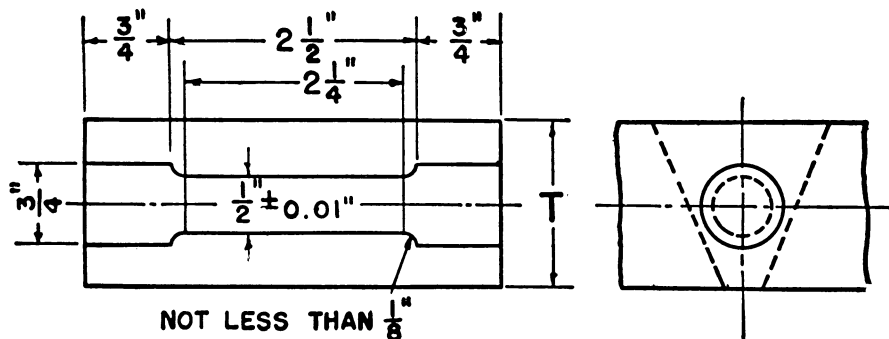 3/4" 2 1/2" 3/4"
2 1/4"
3/4" 1/2" ± 0.01" T
NOT LESS THAN 1/8"